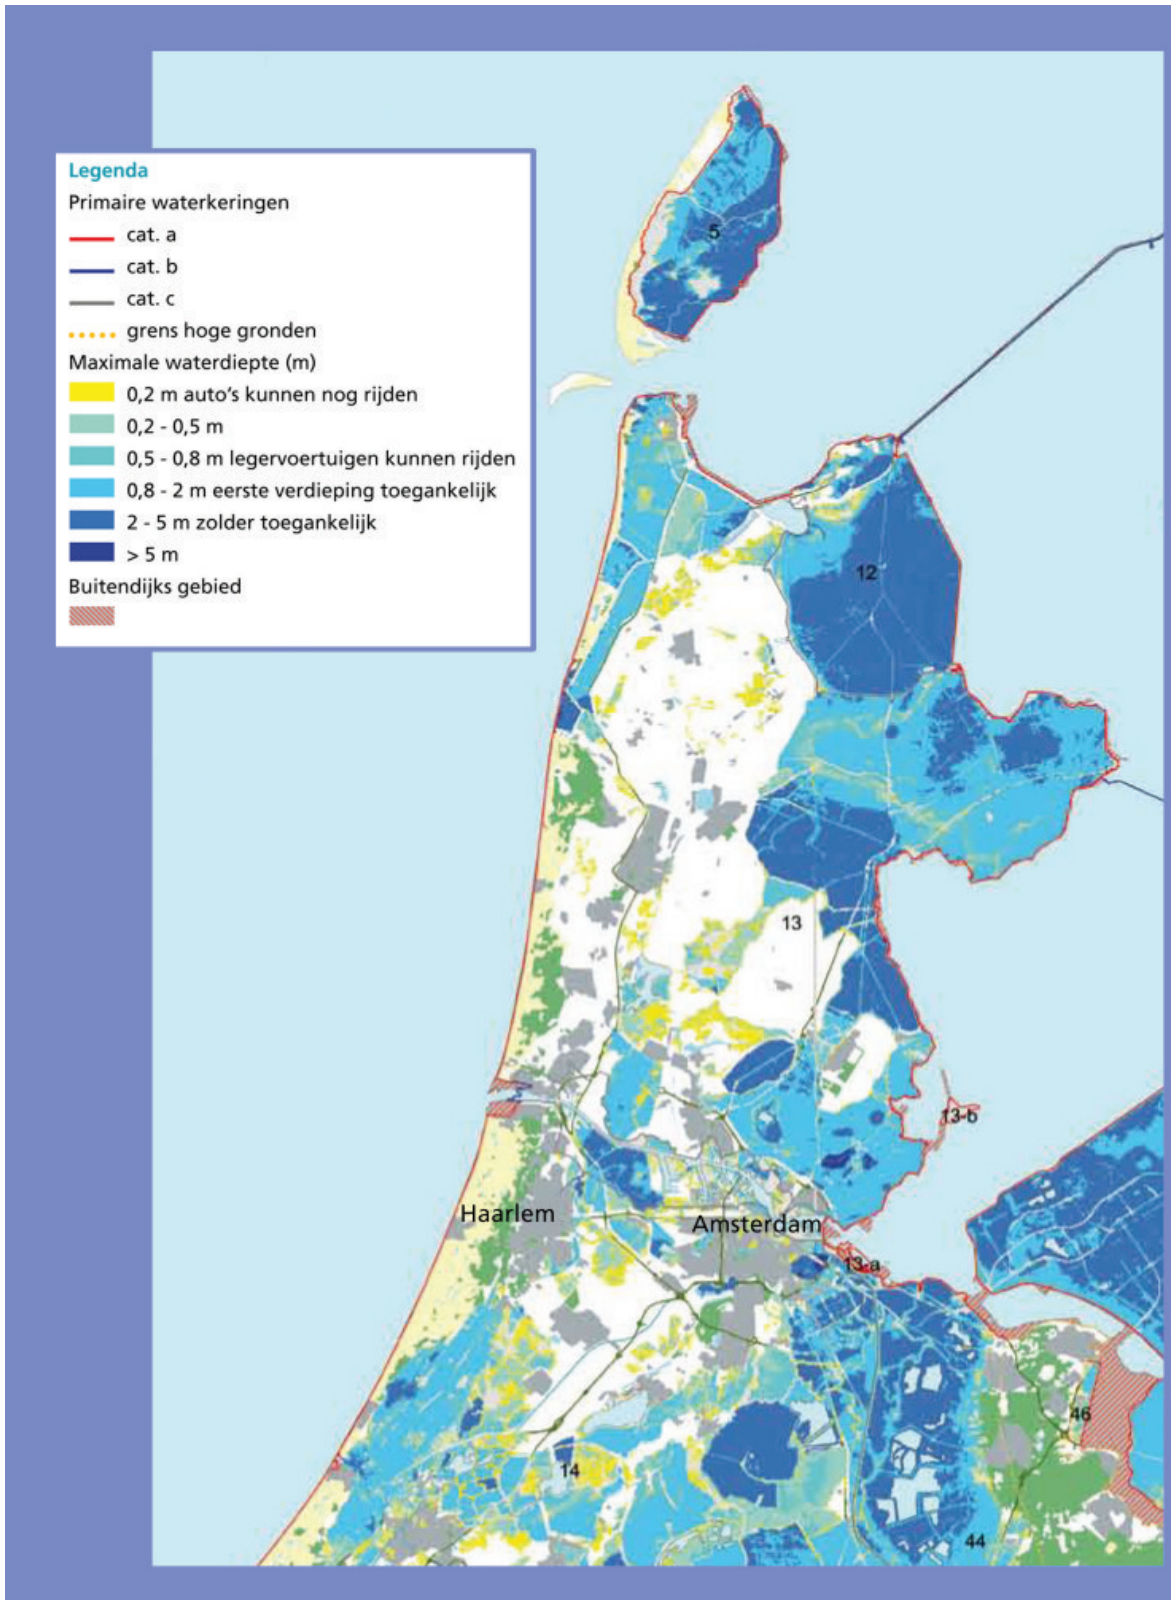 Legenda
Primaire waterkeringen
cat. a
cat. b
cat. c
grens hoge gronden
Maximale waterdiepte (m)
0,2 m auto's kunnen nog rijden
0,2 - 0,5 m
0,5 - 0,8 m legervoertuigen kunnen rijden
0,8 - 2 m eerste verdieping toegankelijk
2 - 5 m zolder toegankelijk
> 5 m
Buitendijks gebied
5
12
13
13-b
Haarlem
Amsterdam
13-a
46
14
44